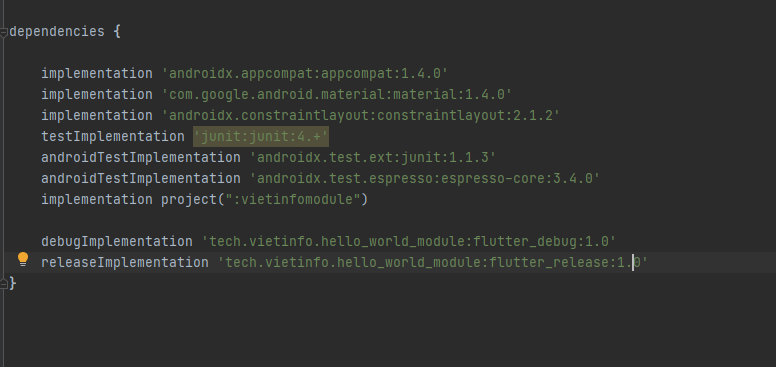 dependencies {
implementation 'androidx.appcompat:appcompat:1.4.0'
implementation 'com.google.android.material:material:1.4.0'
implementation 'androidx.constraintlayout:constraintlayout:2.1.2'
testImplementation 'junit:junit:4.+'
androidTestImplementation 'androidx.test.ext:junit:1.1.3'
androidTestImplementation 'androidx.test.espresso:espresso-core:3.4.0'
implementation project(":vietinfomodule")
debugImplementation 'tech.vietinfo.hello_world_module:flutter_debug:1.0'
releaseImplementation 'tech.vietinfo.hello_world_module:flutter_release:1.0'
}